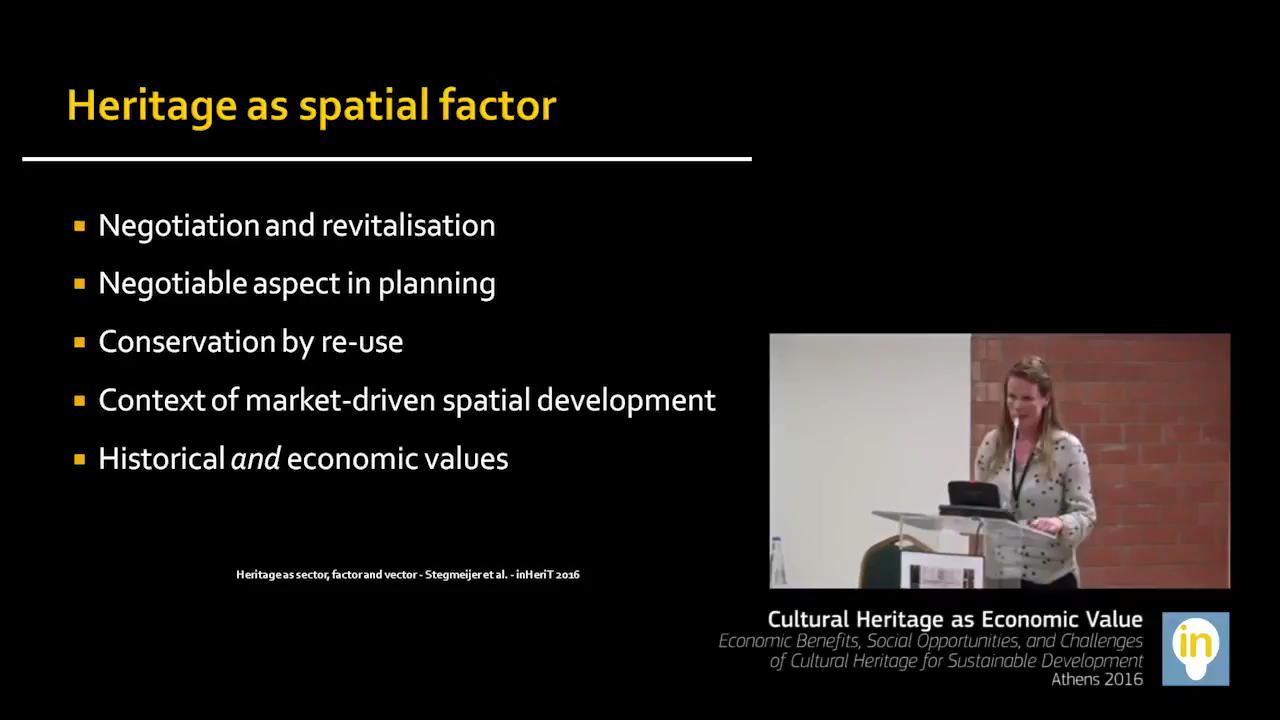 Heritage as spatial factor
Negotiation and revitalisation
Negotiable aspect in planning
Conservation by re-use
Context of market-driven spatial development
Historical and economic values
Heritage as sector, factor and vector - Stegmeijer et al. - inHeriT 2016
Cultural Heritage as Economic Value
Economic Benefits, Social Opportunities, and Challenges
of Cultural Heritage for Sustainable Development
Athens 2016
in